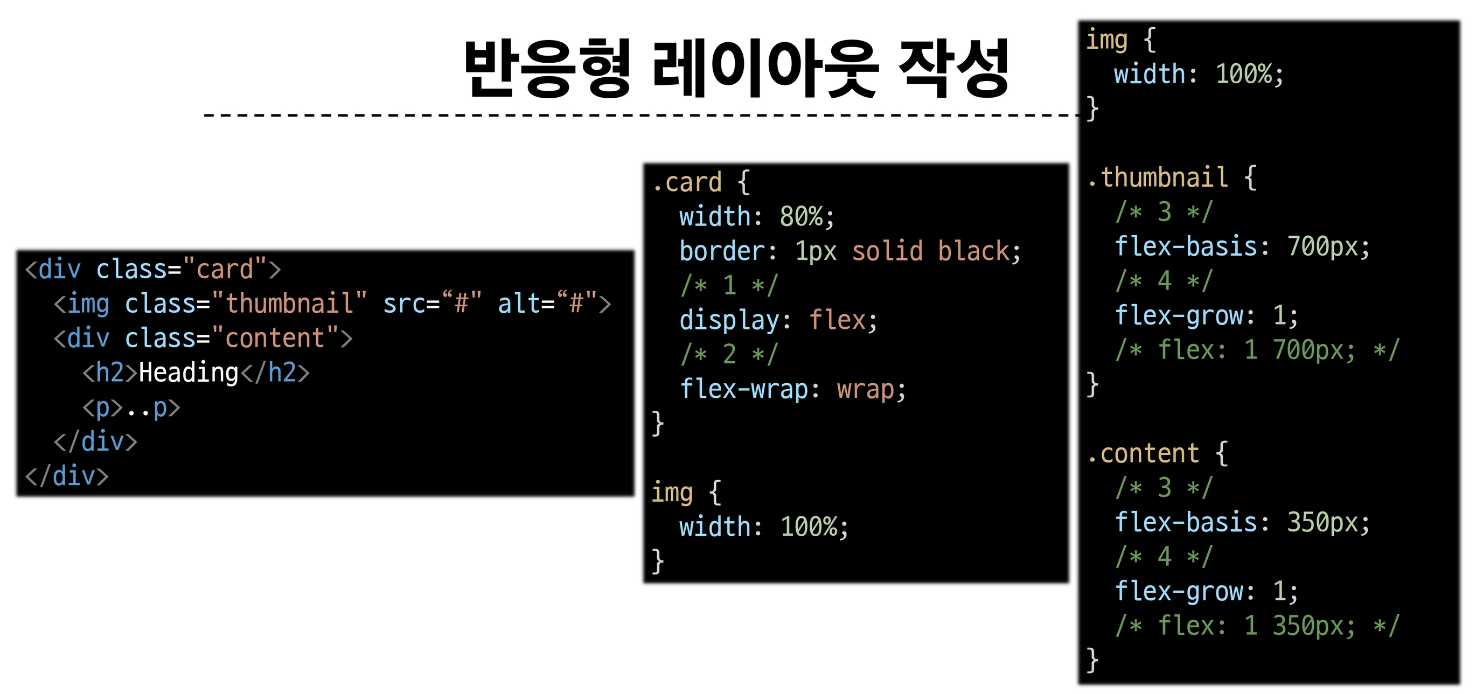 반응형 레이아웃 작성
<div class="card">
  <img class="thumbnail" src=“#" alt=“#">
  <div class="content">
    <h2>Heading</h2>
    <p>..p>
  </div>
</div>
.card {
  width: 80%;
  border: 1px solid black;
  /* 1 */
  display: flex;
  /* 2 */
  flex-wrap: wrap;
}
img {
  width: 100%;
}
img {
  width: 100%;
}
.thumbnail {
  /* 3 */
  flex-basis: 700px;
  /* 4 */
  flex-grow: 1;
  /* flex: 1 700px; */
}
.content {
  /* 3 */
  flex-basis: 350px;
  /* 4 */
  flex-grow: 1;
  /* flex: 1 350px; */
}